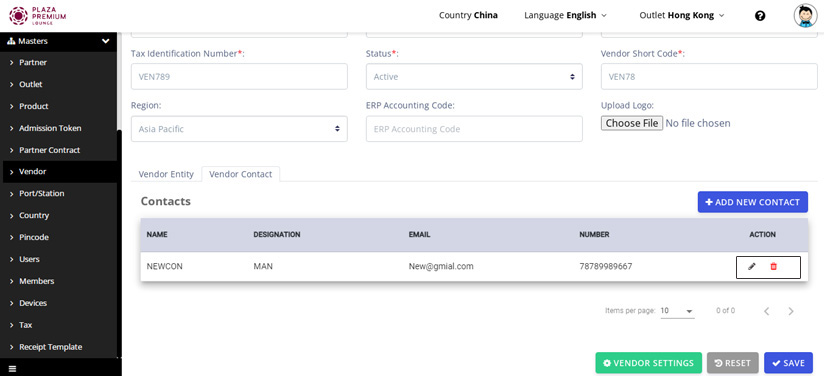 PLAZA
PREMIUM
LOUNGE
Country China
Language English
Outlet Hong Kong
Masters
Partner
Outlet
Product
Admission Token
Partner Contract
Vendor
Port/Station
Country
Pincode
Users
Members
Devices
Tax
Receipt Template
Tax Identification Number*:
Status*:
Vendor Short Code*:
VEN789
Active
VEN78
Region:
ERP Accounting Code:
Upload Logo:
Asia Pacific
ERP Accounting Code
Choose File No file chosen
Vendor Entity
Vendor Contact
Contacts
ADD NEW CONTACT
NAME DESIGNATION EMAIL NUMBER ACTION
NEWCON MAN New@gmial.com 78789989667
Items per page: 10 0 of 0
VENDOR SETTINGS
RESET
SAVE